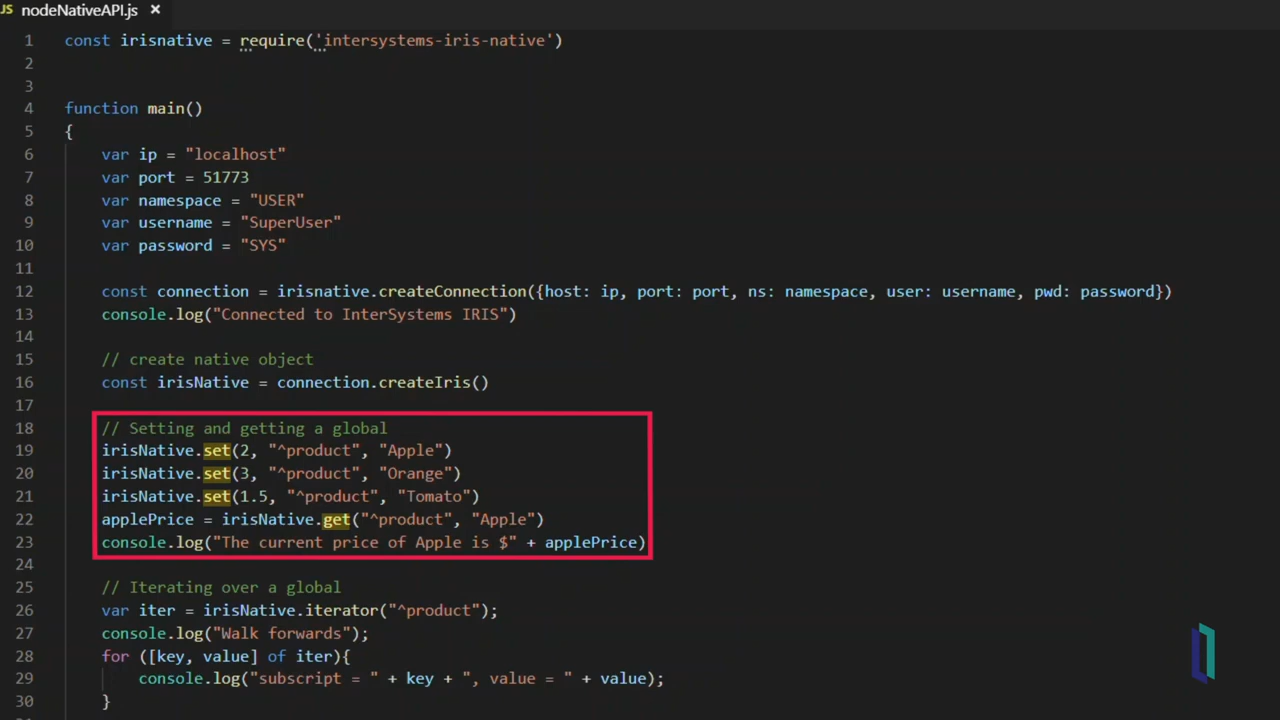 JS nodeNativeAPI.js ×
1 const irisnative = require('intersystems-iris-native')
2
3
4 function main()
5 {
6 var ip = "localhost"
7 var port = 51773
8 var namespace = "USER"
9 var username = "SuperUser"
10 var password = "SYS"
11
12 const connection = irisnative.createConnection({host: ip, port: port, ns: namespace, user: username, pwd: password})
13 console.log("Connected to InterSystems IRIS")
14
15 // create native object
16 const irisNative = connection.createIris()
17
18 // Setting and getting a global
19 irisNative.set(2, "^product", "Apple")
20 irisNative.set(3, "^product", "Orange")
21 irisNative.set(1.5, "^product", "Tomato")
22 applePrice = irisNative.get("^product", "Apple")
23 console.log("The current price of Apple is $" + applePrice)
24
25 // Iterating over a global
26 var iter = irisNative.iterator("^product");
27 console.log("Walk forwards");
28 for ([key, value] of iter){
29 console.log("subscript = " + key + ", value = " + value);
30 }